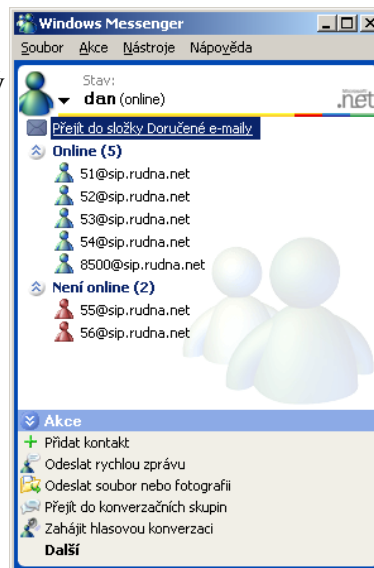 Windows Messenger
Soubor Akce Nástroje Nápověda
y
Stav:
dan (online)
Microsoft
.net
Přejít do složky Doručené e-maily
Online (5)
51@sip.rudna.net
52@sip.rudna.net
53@sip.rudna.net
54@sip.rudna.net
8500@sip.rudna.net
Není online (2)
55@sip.rudna.net
56@sip.rudna.net
Akce
Přidat kontakt
Odeslat rychlou zprávu
Odeslat soubor nebo fotografii
Přejít do konverzačních skupin
Zahájit hlasovou konverzaci
Další